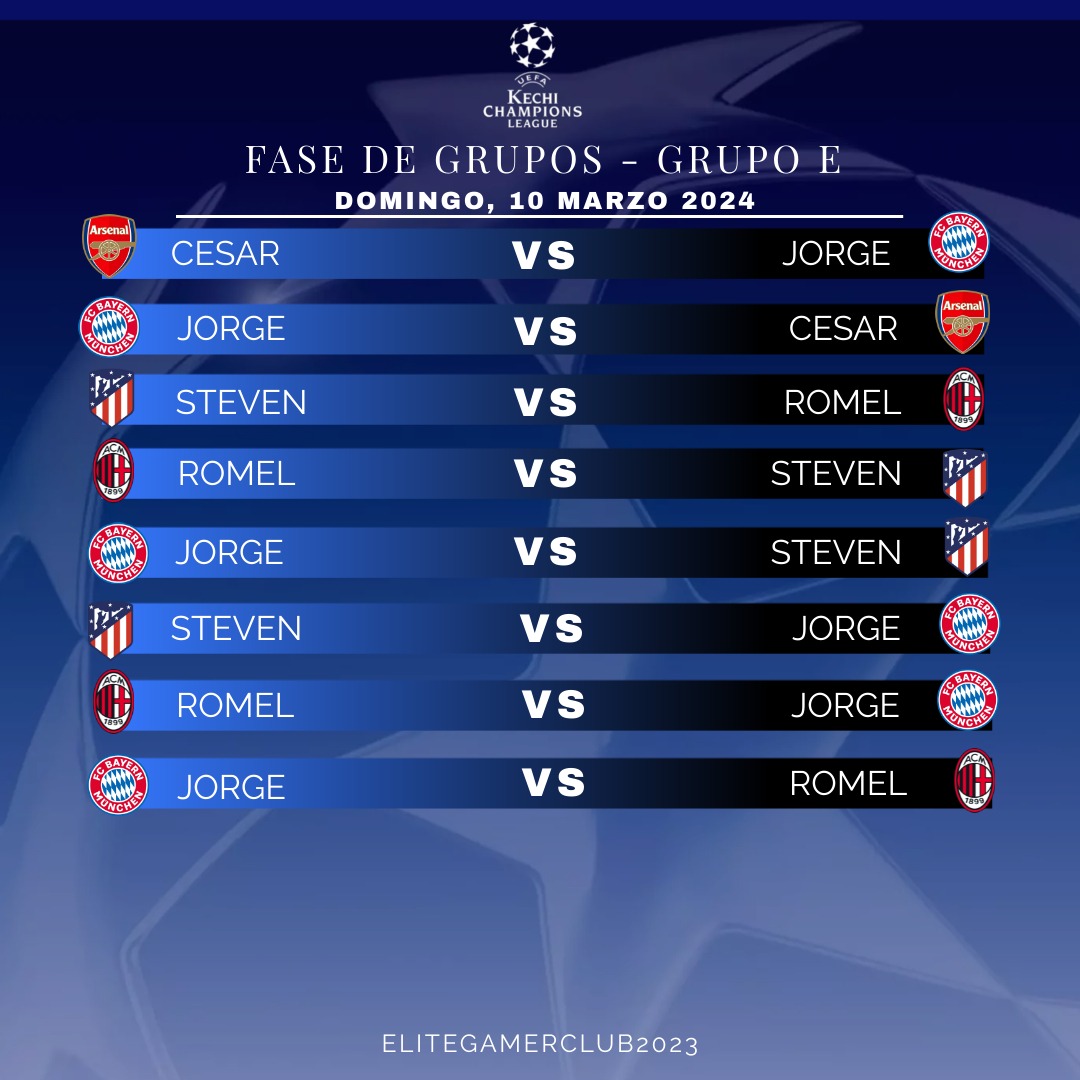 UEFA
KECHI
CHAMPIONS
LEAGUE
FASE DE GRUPOS - GRUPO E
DOMINGO, 10 MARZO 2024
Arsenal CESAR VS JORGE FC BAYERN MÜNCHEN
FC BAYERN MÜNCHEN JORGE VS CESAR Arsenal
STEVEN VS ROMEL ACM 1899
ACM 1899 ROMEL VS STEVEN
FC BAYERN MÜNCHEN JORGE VS STEVEN
STEVEN VS JORGE FC BAYERN MÜNCHEN
ACM 1899 ROMEL VS JORGE FC BAYERN MÜNCHEN
FC BAYERN MÜNCHEN JORGE VS ROMEL ACM 1899
ELITEGAMERCLUB2023